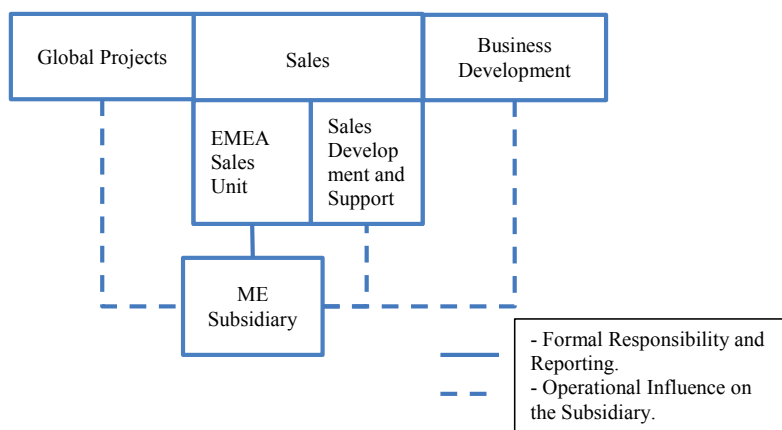 Global Projects
Sales
Business
Development
EMEA
Sales
Unit
Sales
Develop
ment and
Support
ME
Subsidiary
- Formal Responsibility and
Reporting.
- Operational Influence on
the Subsidiary.